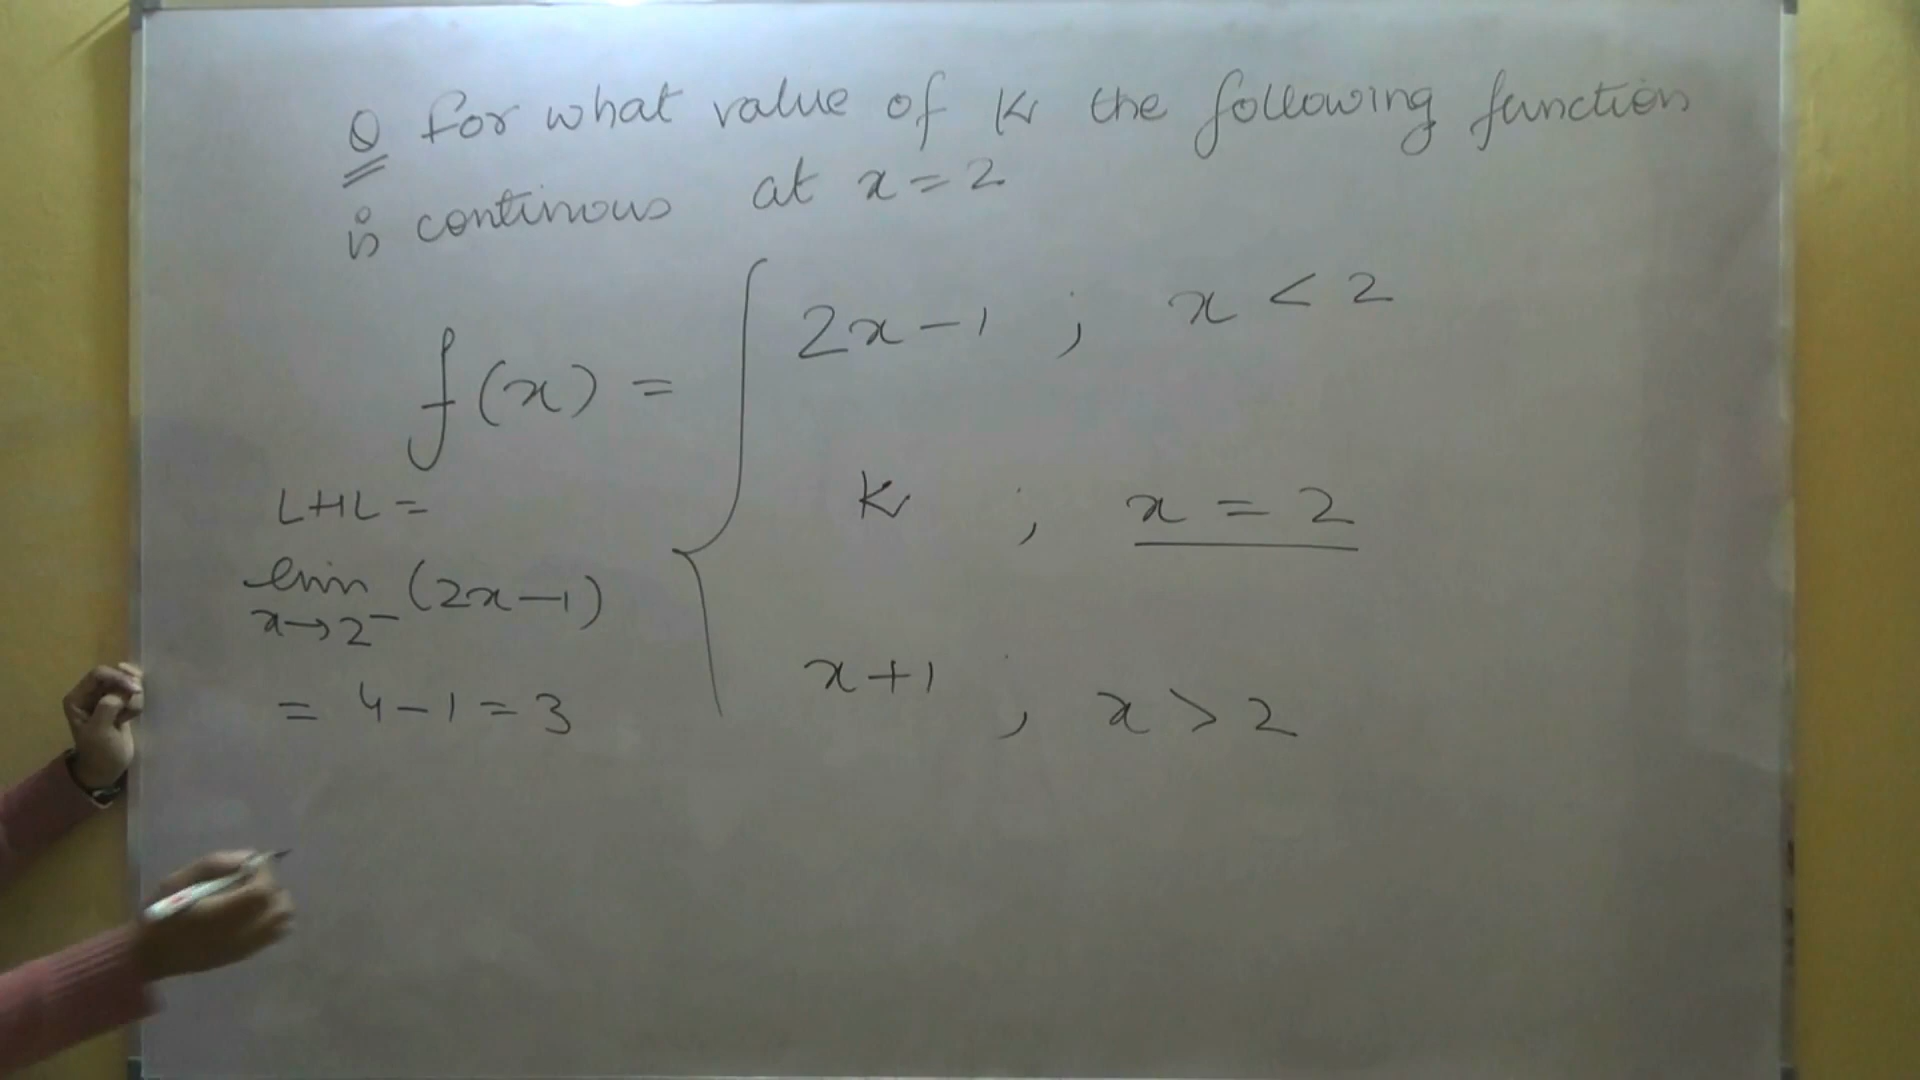 Q For what value of K the following function
is continous at x = 2
f(x) =
2x - 1 ; x < 2
K ; x = 2
x + 1 ; x > 2
LHL =
lim (2x - 1)
x → 2⁻
= 4 - 1 = 3